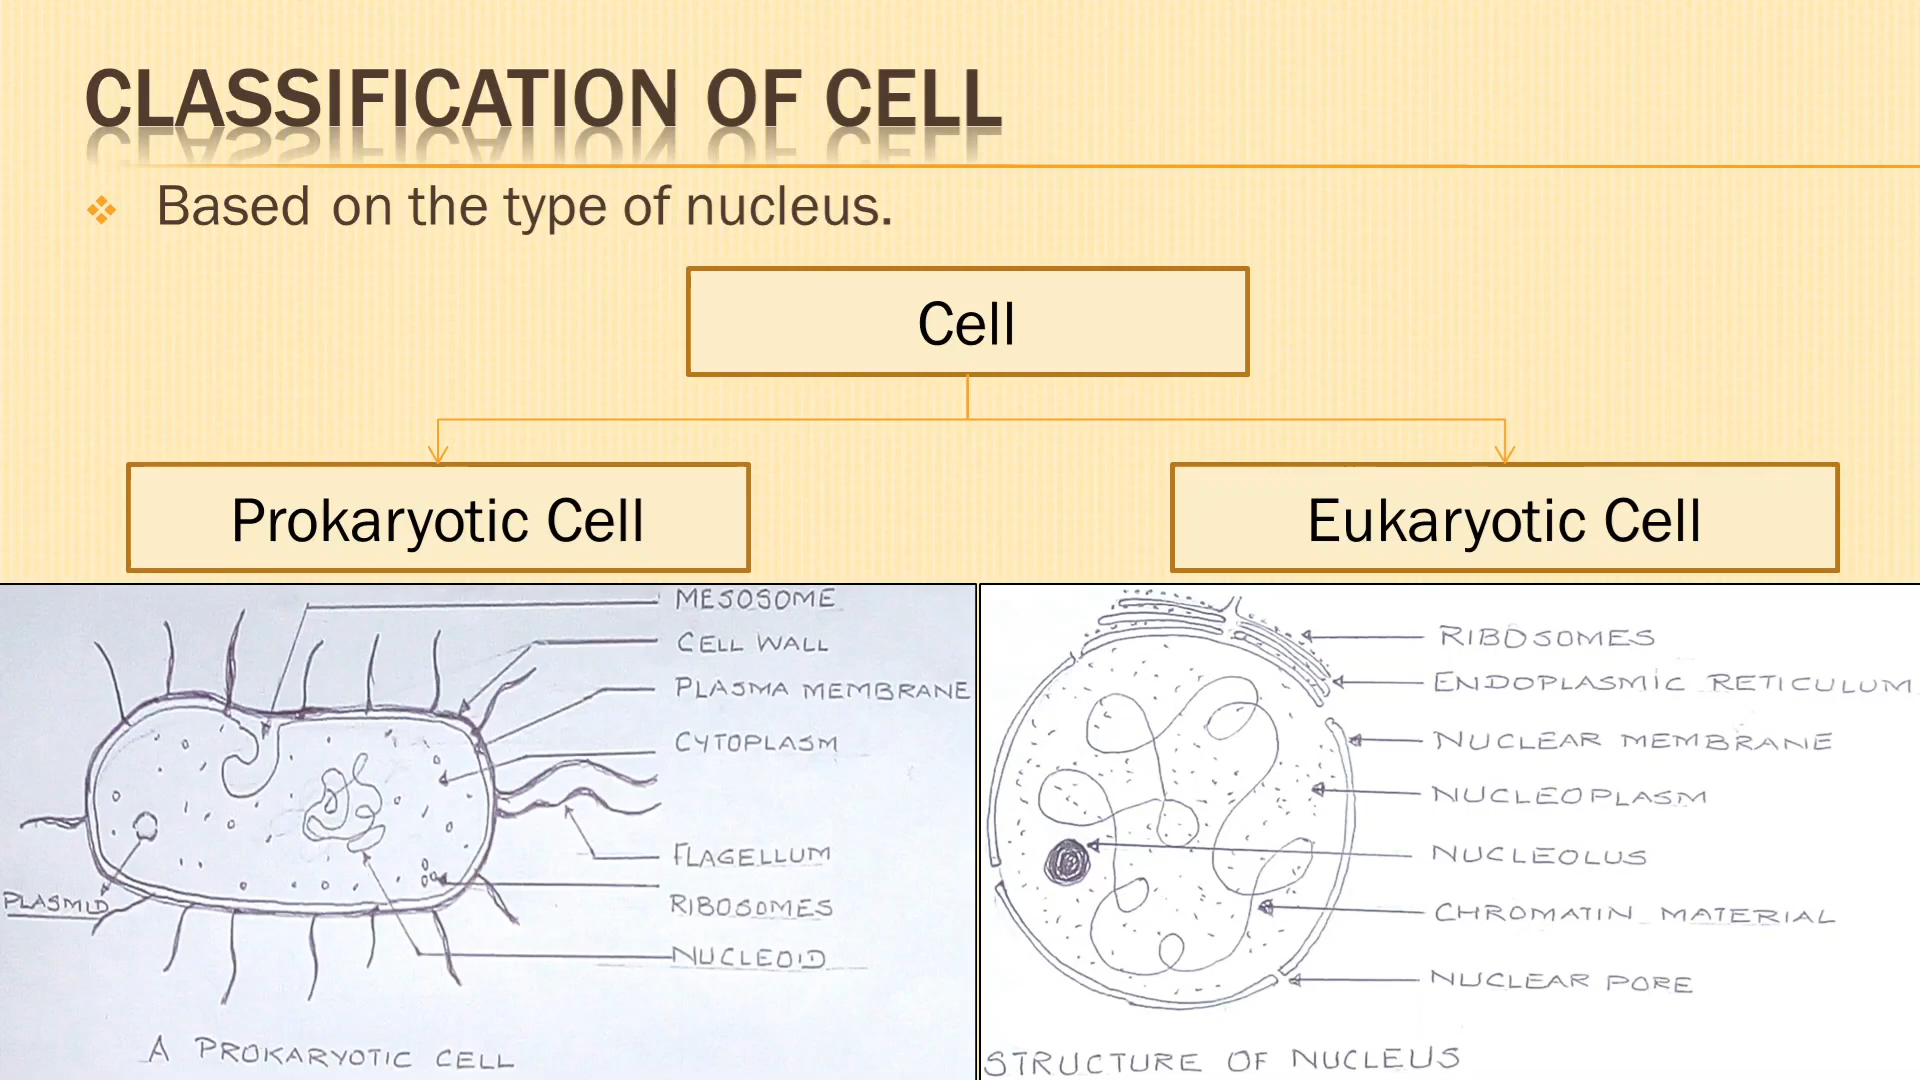 CLASSIFICATION OF CELL
Based on the type of nucleus.
Cell
Prokaryotic Cell
Eukaryotic Cell
MESOSOME
CELL WALL
PLASMA MEMBRANE
CYTOPLASM
FLAGELLUM
RIBOSOMES
NUCLEOID
PLASMID
A PROKARYOTIC CELL
RIBOSOMES
ENDOPLASMIC RETICULUM
NUCLEAR MEMBRANE
NUCLEOPLASM
NUCLEOLUS
CHROMATIN MATERIAL
NUCLEAR PORE
STRUCTURE OF NUCLEUS